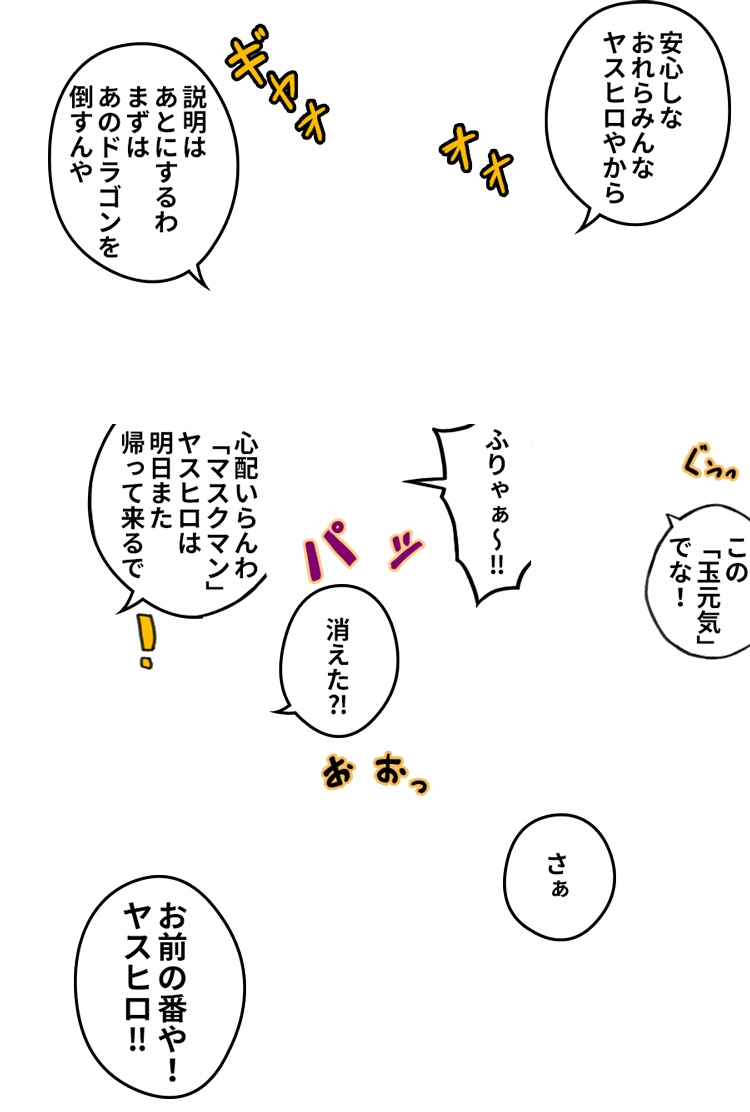 安心しな
おれらみんな
ヤスヒロやから
ギャオ
オオ
説明は
あとにするわ
まずは
あのドラゴンを
倒すんや
ぐうっ
この
「玉元気」
でな！
ふりゃぁ～!!
パッ
消えた?!
心配いらんわ
「マスクマン」
ヤスヒロは
明日また
帰って来るで
！
おおっ
さぁ
お前の番や！
ヤスヒロ!!